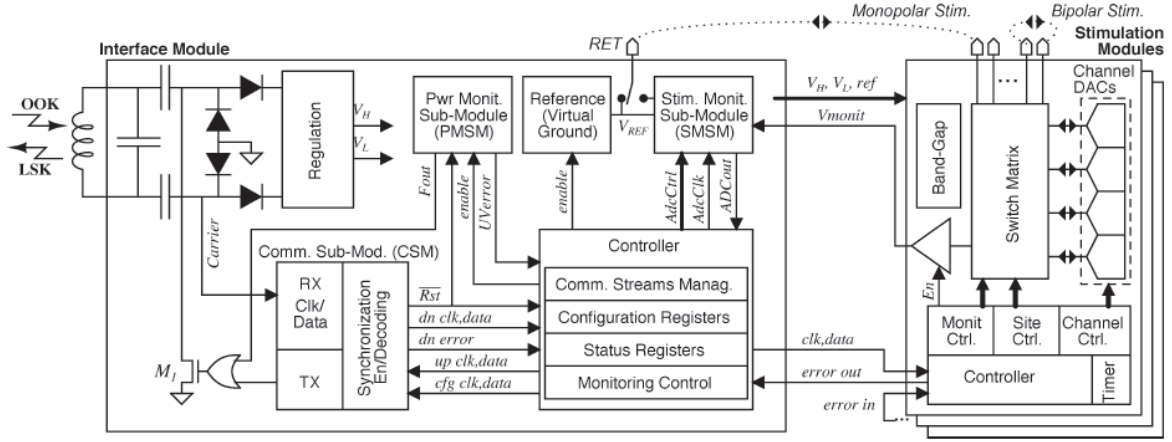 Monopolar Stim.
Bipolar Stim.
RET
Interface Module
Stimulation
Modules
OOK
LSK
Regulation
V_H
V_L
Pwr Monit.
Sub-Module
(PMSM)
Reference
(Virtual
Ground)
V_REF
Stim. Monit.
Sub-Module
(SMSM)
V_H, V_L, ref
Vmonit
Channel
DACs
Band-Gap
Switch Matrix
Carrier
Fout
enable
UVerror
enable
AdcCtrl
AdcClk
ADCout
Comm. Sub-Mod. (CSM)
RX
Clk/
Data
TX
Synchronization
En/Decoding
Rst
dn clk,data
dn error
up clk,data
cfg clk,data
Controller
Comm. Streams Manag.
Configuration Registers
Status Registers
Monitoring Control
M_1
En
clk,data
error out
error in
Monit
Ctrl.
Site
Ctrl.
Channel
Ctrl.
Controller
Timer